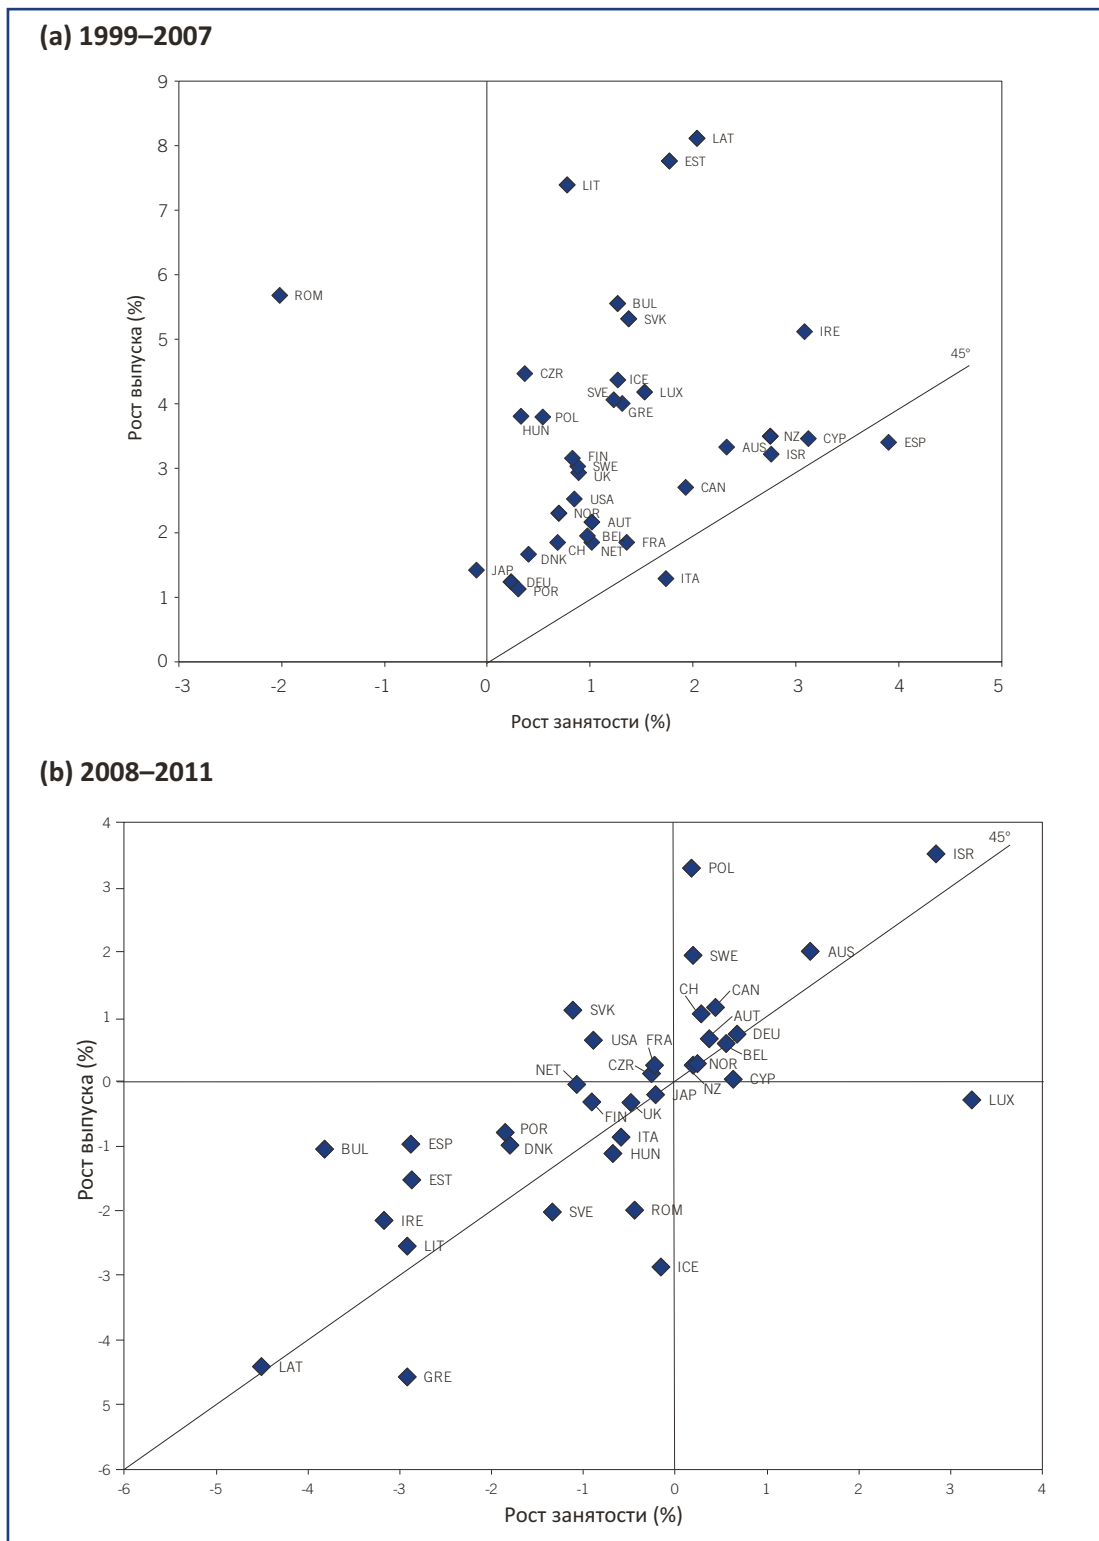 (a) 1999–2007
9
8
7
6
5
4
3
2
1
0
Рост выпуска (%)
LAT
EST
LIT
ROM
BUL
SVK
IRE
45°
CZR
ICE
SVE
LUX
GRE
HUN
POL
NZ
CYP
ESP
AUS
ISR
FIN
SWE
UK
CAN
USA
NOR
AUT
BEL
CH
NET
FRA
DNK
JAP
DEU
POR
ITA
-3 -2 -1 0 1 2 3 4 5
Рост занятости (%)
(b) 2008–2011
4
3
2
1
0
-1
-2
-3
-4
5
-6
Рост выпуска (%)
45°
ISR
POL
AUS
SWE
CH
CAN
SVK
AUT
USA
FRA
DEU
CZR
BEL
NET
NOR
CYP
NZ
JAP
LUX
FIN
UK
POR
ITA
BUL
ESP
DNK
HUN
EST
IRE
SVE
ROM
LIT
ICE
LAT
GRE
-6 -5 -4 -3 -2 -1 0 1 2 3 4
Рост занятости (%)